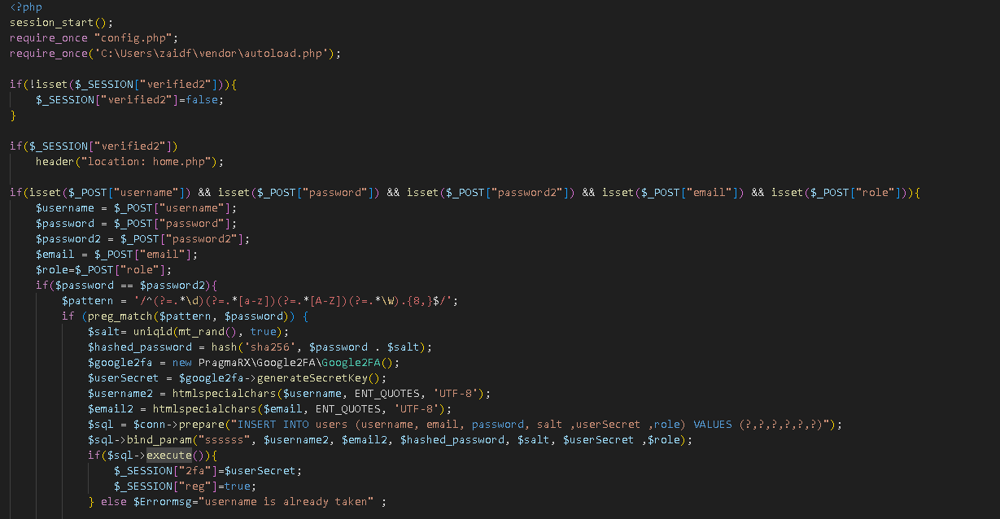 <?php
session_start();
require_once "config.php";
require_once('C:\Users\zaidf\vendor\autoload.php');
if(!isset($_SESSION["verified2"])){
$_SESSION["verified2"]=false;
}
if($_SESSION["verified2"])
header("location: home.php");
if(isset($_POST["username"]) && isset($_POST["password"]) && isset($_POST["password2"]) && isset($_POST["email"]) && isset($_POST["role"])){
$username = $_POST["username"];
$password = $_POST["password"];
$password2 = $_POST["password2"];
$email = $_POST["email"];
$role=$_POST["role"];
if($password == $password2){
$pattern = '/^(?=.*\d)(?=.*[a-z])(?=.*[A-Z])(?=.*\W).{8,}$/';
if (preg_match($pattern, $password)) {
$salt= uniqid(mt_rand(), true);
$hashed_password = hash('sha256', $password . $salt);
$google2fa = new PragmaRX\Google2FA\Google2FA();
$userSecret = $google2fa->generateSecretKey();
$username2 = htmlspecialchars($username, ENT_QUOTES, 'UTF-8');
$email2 = htmlspecialchars($email, ENT_QUOTES, 'UTF-8');
$sql = $conn->prepare("INSERT INTO users (username, email, password, salt ,userSecret ,role) VALUES (?,?,?,?,?,?)");
$sql->bind_param("ssssss", $username2, $email2, $hashed_password, $salt, $userSecret ,$role);
if($sql->execute()){
$_SESSION["2fa"]=$userSecret;
$_SESSION["reg"]=true;
} else $Errormsg="username is already taken" ;